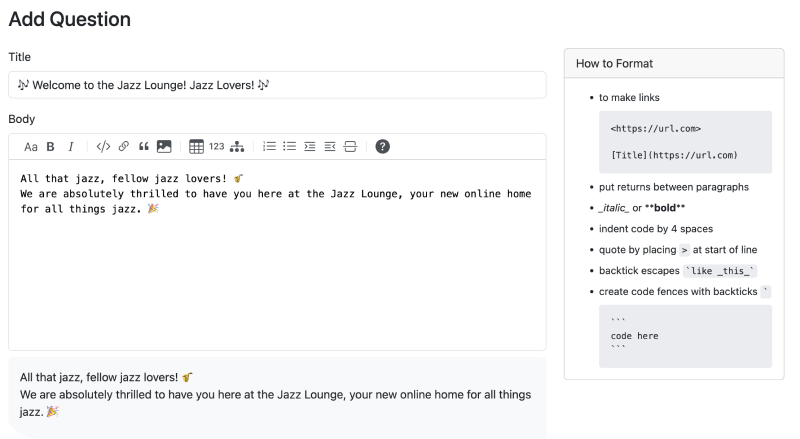 Add Question
Title
🎶 Welcome to the Jazz Lounge! Jazz Lovers! 🎶
Body
Aa B I 123 ?
All that jazz, fellow jazz lovers! 🎷
We are absolutely thrilled to have you here at the Jazz Lounge, your new online home
for all things jazz. 🎉
All that jazz, fellow jazz lovers! 🎷
We are absolutely thrilled to have you here at the Jazz Lounge, your new online home for all things
jazz. 🎉
How to Format
• to make links
<https://url.com>
[Title](https://url.com)
• put returns between paragraphs
• _italic_ or **bold**
• indent code by 4 spaces
• quote by placing > at start of line
• backtick escapes `like _this_`
• create code fences with backticks `
```
code here
```